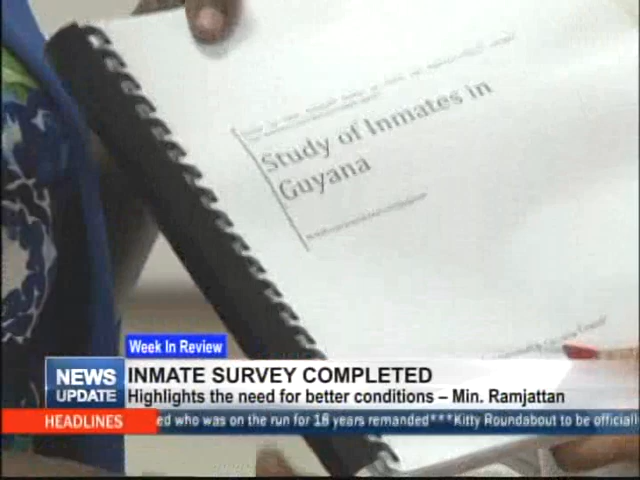 Study of Inmates in
Guyana
Week In Review
NEWS
UPDATE
INMATE SURVEY COMPLETED
Highlights the need for better conditions – Min. Ramjattan
HEADLINES
ed who was on the run for 18 years remanded***Kitty Roundabout to be officiall